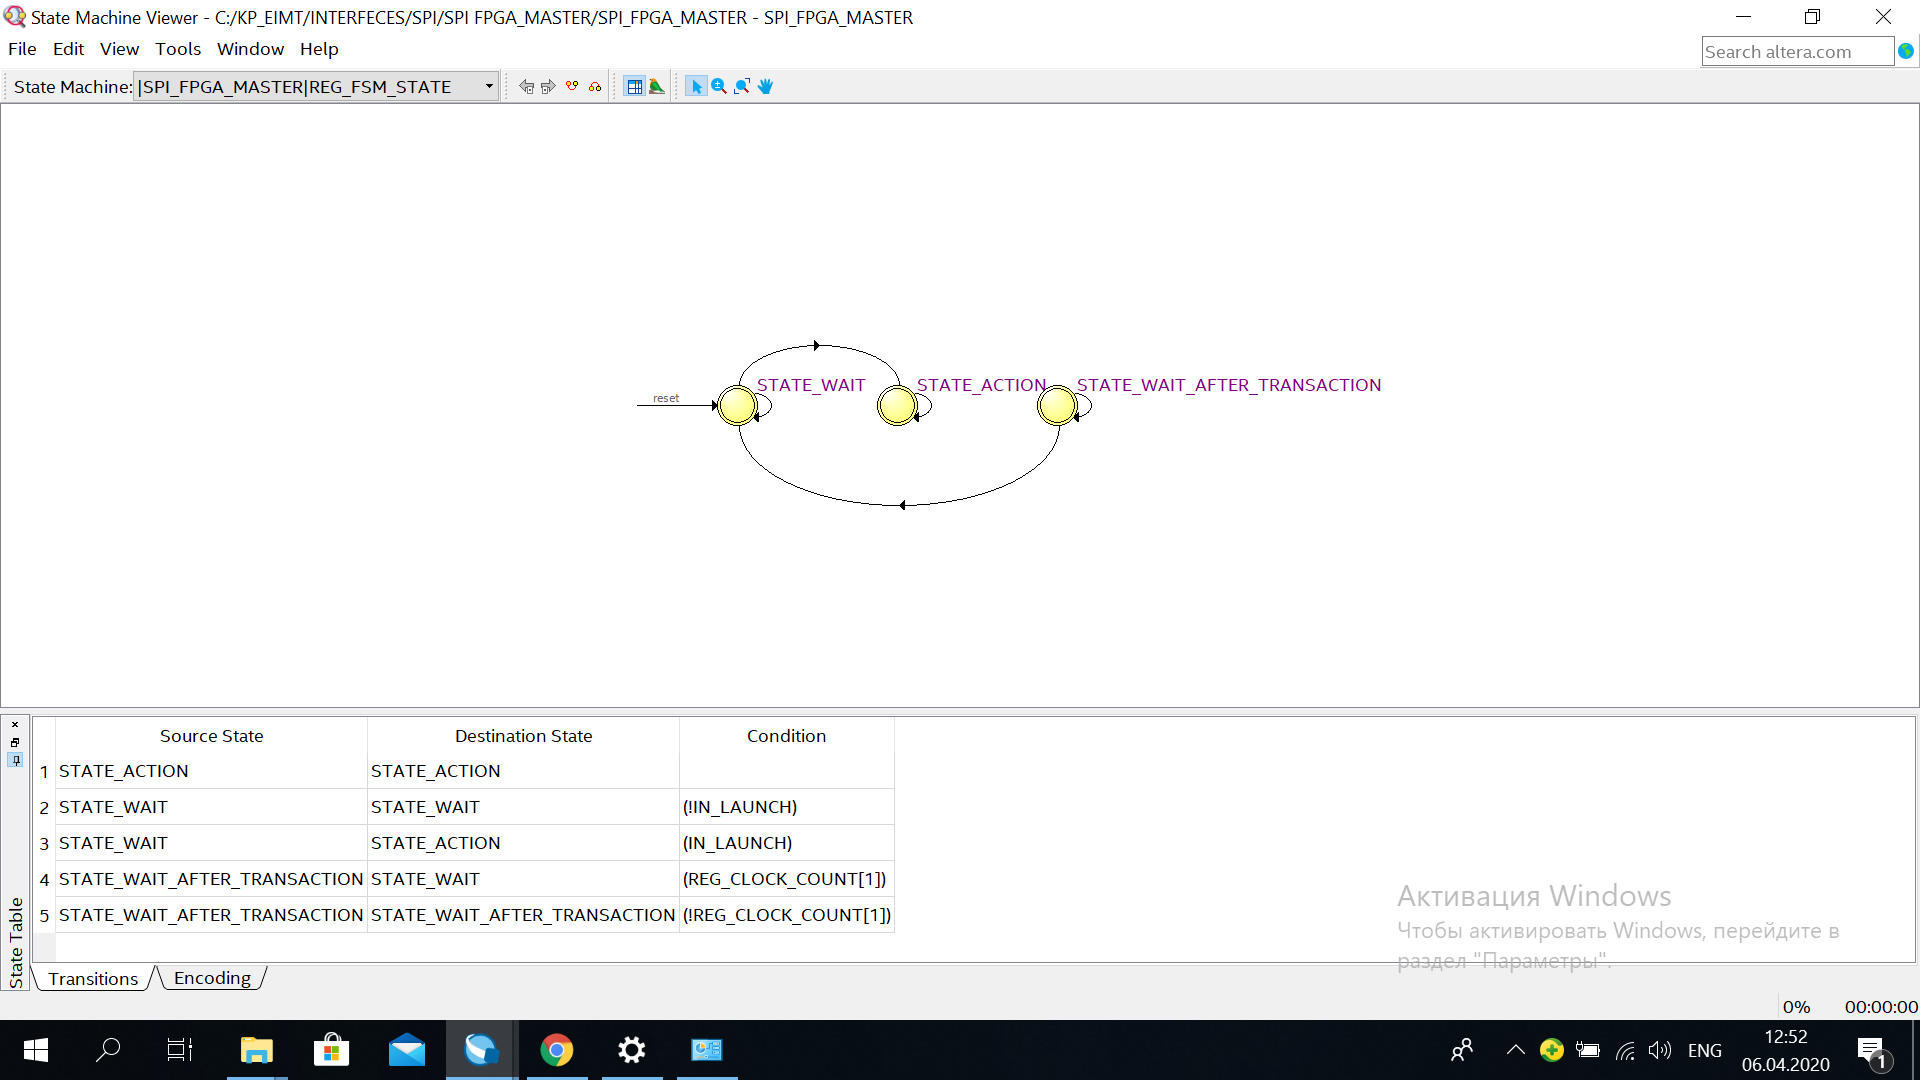 State Machine Viewer - C:/KP_EIMT/INTERFECES/SPI/SPI FPGA_MASTER/SPI_FPGA_MASTER - SPI_FPGA_MASTER
File Edit View Tools Window Help
Search altera.com
State Machine: |SPI_FPGA_MASTER|REG_FSM_STATE
reset STATE_WAIT STATE_ACTION STATE_WAIT_AFTER_TRANSACTION
Source State Destination State Condition
1 STATE_ACTION STATE_ACTION
2 STATE_WAIT STATE_WAIT (!IN_LAUNCH)
3 STATE_WAIT STATE_ACTION (IN_LAUNCH)
4 STATE_WAIT_AFTER_TRANSACTION STATE_WAIT (REG_CLOCK_COUNT[1])
5 STATE_WAIT_AFTER_TRANSACTION STATE_WAIT_AFTER_TRANSACTION (!REG_CLOCK_COUNT[1])
State Table
Transitions Encoding
Активация Windows
Чтобы активировать Windows, перейдите в
раздел "Параметры".
0% 00:00:00
ENG 12:52
06.04.2020
1